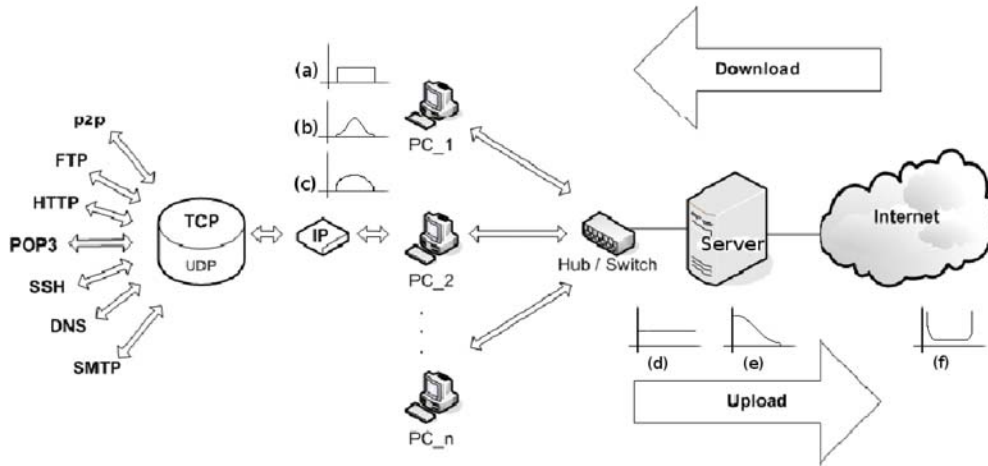 (a)
Download
(b)
p2p
PC_1
FTP
(c)
HTTP
TCP
Internet
POP3
IP
Server
UDP
Hub / Switch
SSH
PC_2
DNS
SMTP
(d)
(e)
(f)
Upload
PC_n